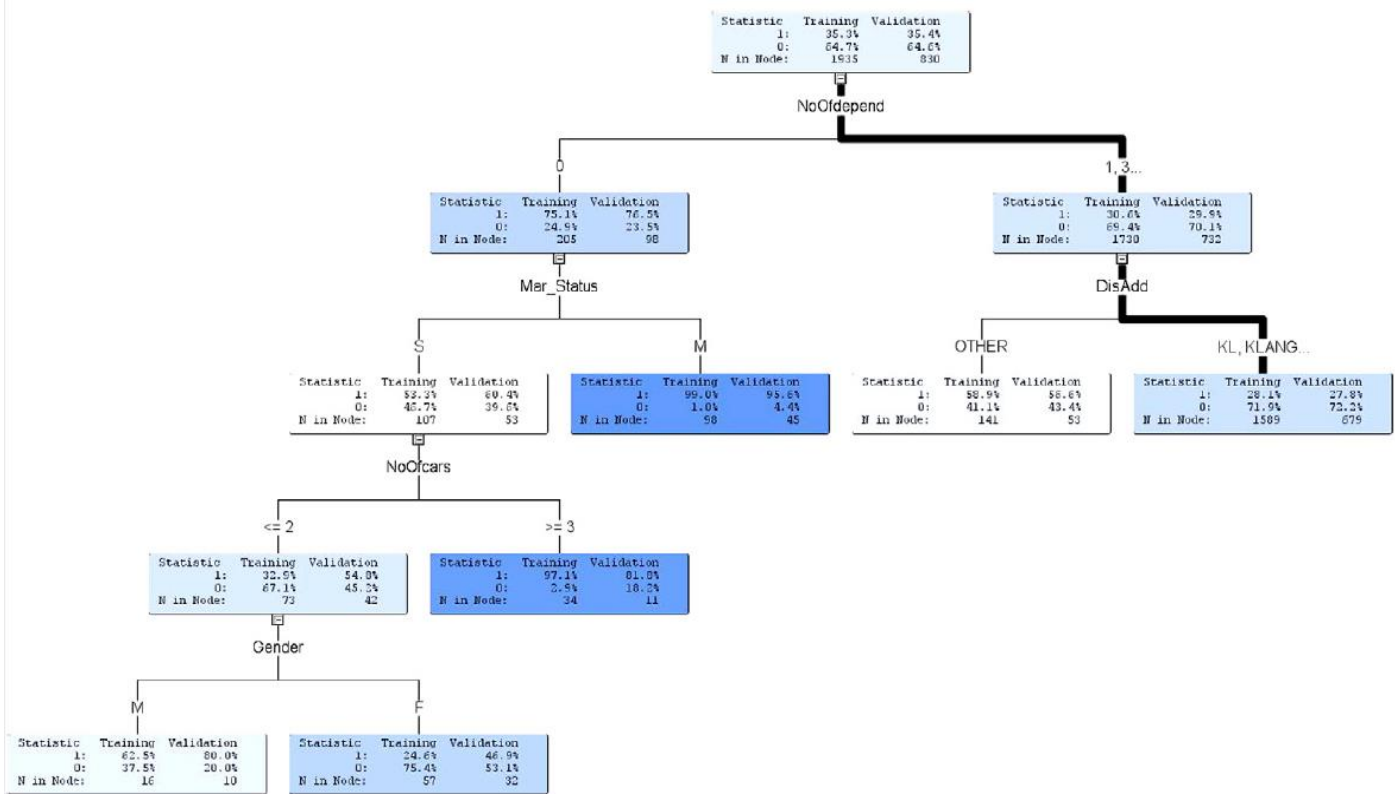 Statistic Training Validation
1: 35.3% 35.4%
0: 64.7% 64.6%
N in Node: 1935 830
NoOfdepend
0
1, 3...
Statistic Training Validation
1: 75.1% 76.5%
0: 24.9% 23.5%
N in Node: 205 98
Statistic Training Validation
1: 30.6% 29.9%
0: 69.4% 70.1%
N in Node: 1730 732
Mar_Status
DisAdd
S
M
OTHER
KL, KLANG...
Statistic Training Validation
1: 53.3% 60.4%
0: 46.7% 39.6%
N in Node: 107 53
Statistic Training Validation
1: 99.0% 95.6%
0: 1.0% 4.4%
N in Node: 98 45
Statistic Training Validation
1: 58.9% 56.6%
0: 41.1% 43.4%
N in Node: 141 53
Statistic Training Validation
1: 28.1% 27.8%
0: 71.9% 72.2%
N in Node: 1589 679
NoOfcars
<= 2
>= 3
Statistic Training Validation
1: 32.9% 54.8%
0: 67.1% 45.2%
N in Node: 73 42
Statistic Training Validation
1: 97.1% 81.8%
0: 2.9% 18.2%
N in Node: 34 11
Gender
M
F
Statistic Training Validation
1: 62.5% 80.0%
0: 37.5% 20.0%
N in Node: 16 10
Statistic Training Validation
1: 24.6% 46.9%
0: 75.4% 53.1%
N in Node: 57 32